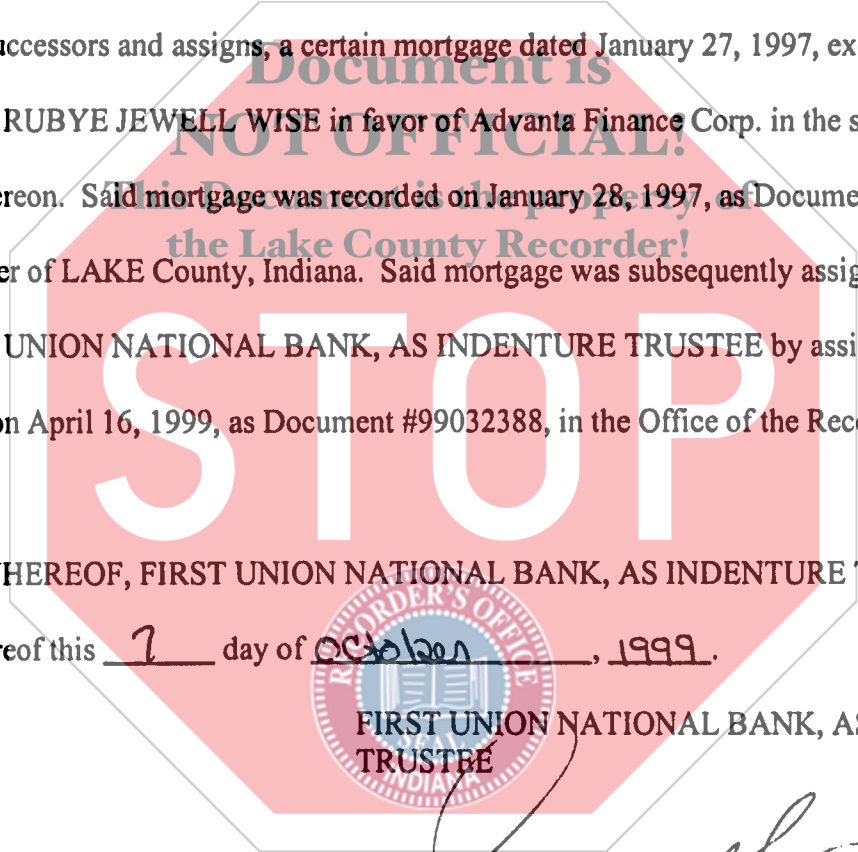 uccessors and assigns, a certain mortgage dated January 27, 1997, ex
Document is
RUBYE JEWELL WISE in favor of Advanta Finance Corp. in the s
NOT OFFICIAL!
ereon. Said mortgage was recorded on January 28, 1997, as Docume
This Document is the property of
the Lake County Recorder!
er of LAKE County, Indiana. Said mortgage was subsequently assig
STOP
UNION NATIONAL BANK, AS INDENTURE TRUSTEE by assi
on April 16, 1999, as Document #99032388, in the Office of the Reco
HEREOF, FIRST UNION NATIONAL BANK, AS INDENTURE T
reof this 7 day of October, 1999.
RECORDER'S OFFICE
SEAL
INDIANA
FIRST UNION NATIONAL BANK, AS
TRUSTEE